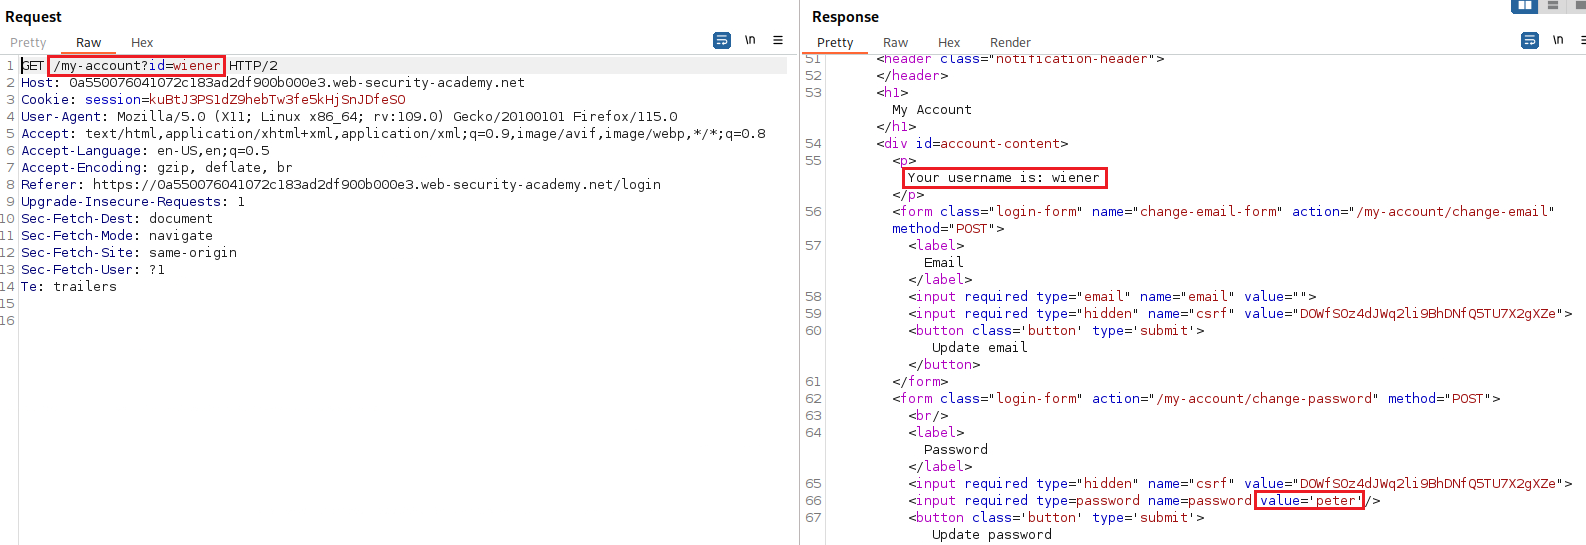 Request
Pretty Raw Hex \n
1 GET /my-account?id=wiener HTTP/2
2 Host: 0a550076041072c183ad2df900b000e3.web-security-academy.net
3 Cookie: session=kuBtJ3PS1dZ9hebTw3fe5kHjSnJDfeSO
4 User-Agent: Mozilla/5.0 (X11; Linux x86_64; rv:109.0) Gecko/20100101 Firefox/115.0
5 Accept: text/html,application/xhtml+xml,application/xml;q=0.9,image/avif,image/webp,*/*;q=0.8
6 Accept-Language: en-US,en;q=0.5
7 Accept-Encoding: gzip, deflate, br
8 Referer: https://0a550076041072c183ad2df900b000e3.web-security-academy.net/login
9 Upgrade-Insecure-Requests: 1
10 Sec-Fetch-Dest: document
11 Sec-Fetch-Mode: navigate
12 Sec-Fetch-Site: same-origin
13 Sec-Fetch-User: ?1
14 Te: trailers
15
16
Response
Pretty Raw Hex Render \n
51 <header class="notification-header">
52 </header>
53 <h1>
My Account
</h1>
54 <div id=account-content>
55 <p>
Your username is: wiener
</p>
56 <form class="login-form" name="change-email-form" action="/my-account/change-email"
method="POST">
57 <label>
Email
</label>
58 <input required type="email" name="email" value="">
59 <input required type="hidden" name="csrf" value="DOWfSOz4dJWq2li9BhDNfQ5TU7X2gXZe">
60 <button class='button' type='submit'>
Update email
</button>
61 </form>
62 <form class="login-form" action="/my-account/change-password" method="POST">
63 <br/>
64 <label>
Password
</label>
65 <input required type="hidden" name="csrf" value="DOWfSOz4dJWq2li9BhDNfQ5TU7X2gXZe">
66 <input required type=password name=password value='peter'/>
67 <button class='button' type='submit'>
Update password